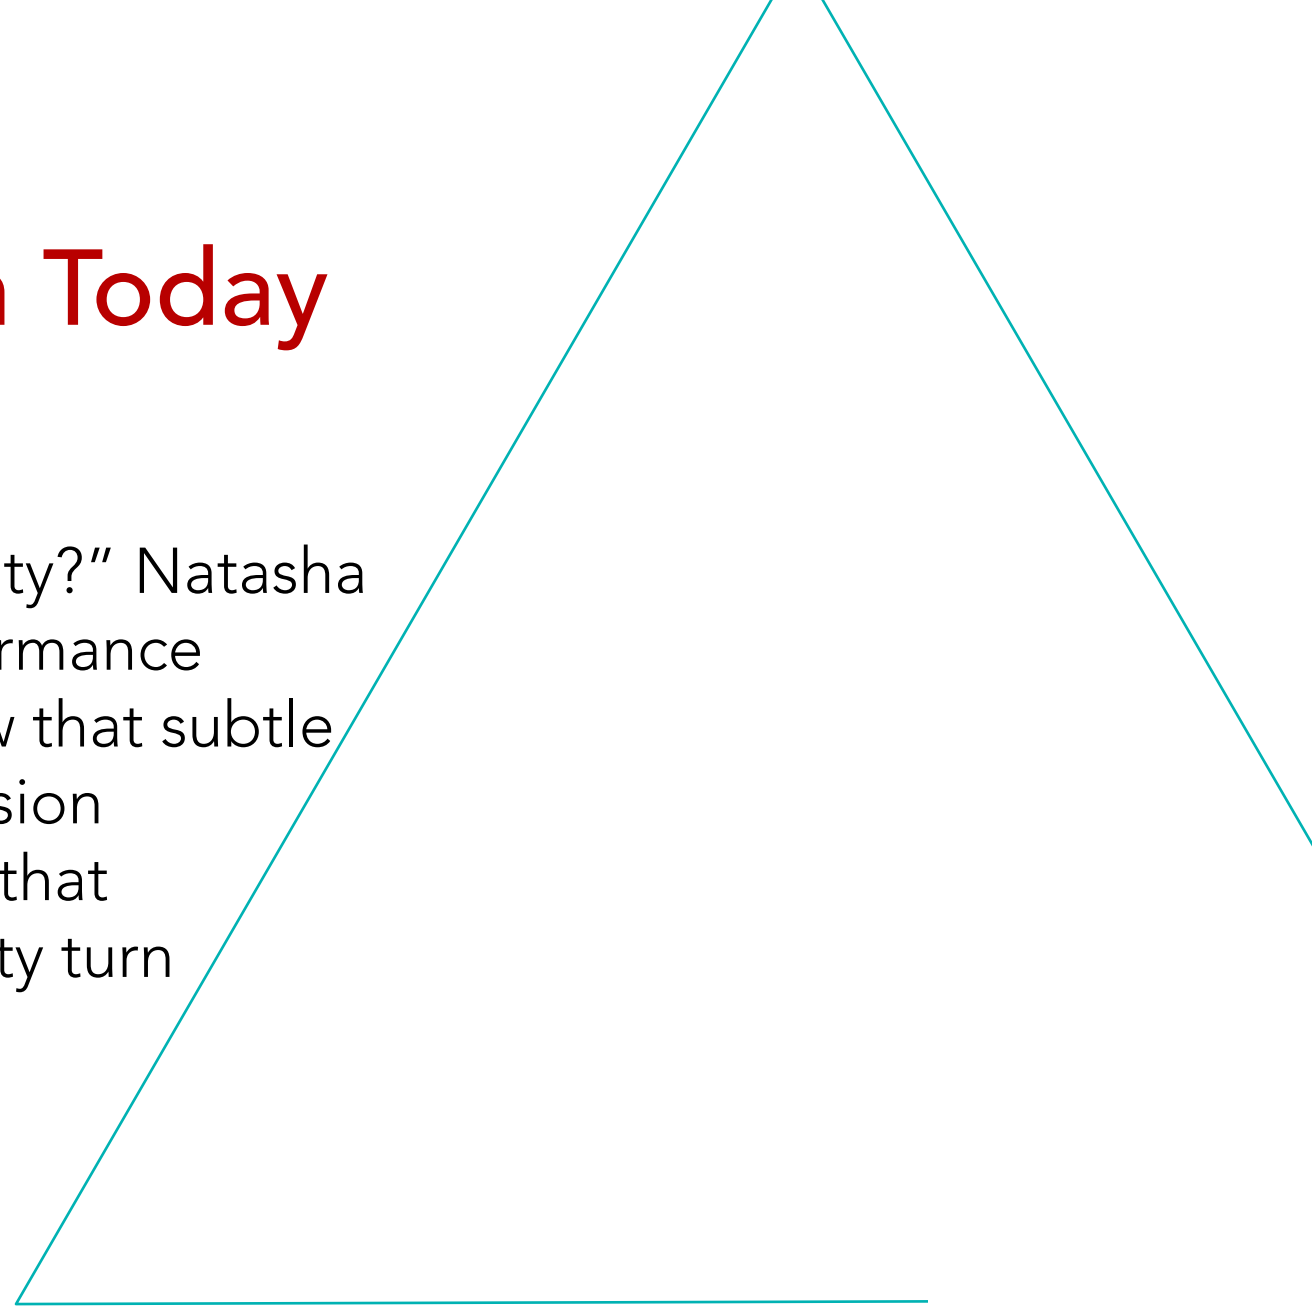 Today
ty?” Natasha
rmance
that subtle
sion
that
ty turn